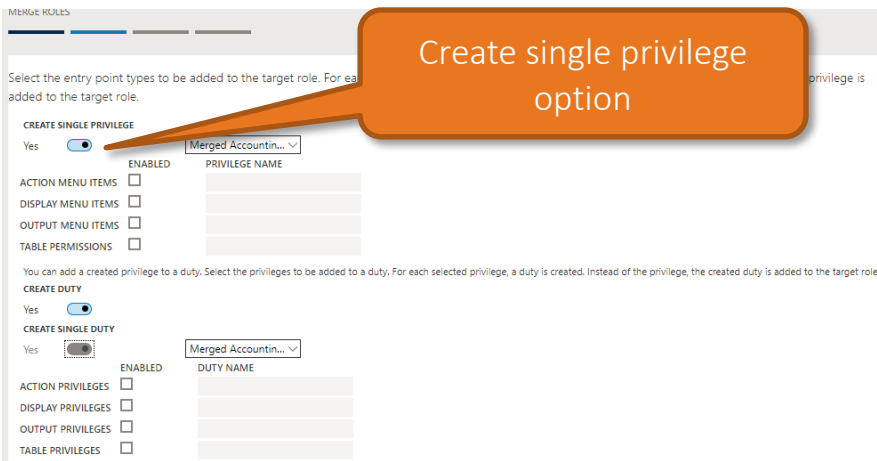 MERGE ROLES
Create single privilege
option
Select the entry point types to be added to the target role. For ea
privilege is
added to the target role.
CREATE SINGLE PRIVILEGE
Yes Merged Accountin...
ENABLED PRIVILEGE NAME
ACTION MENU ITEMS
DISPLAY MENU ITEMS
OUTPUT MENU ITEMS
TABLE PERMISSIONS
You can add a created privilege to a duty. Select the privileges to be added to a duty. For each selected privilege, a duty is created. Instead of the privilege, the created duty is added to the target role
CREATE DUTY
Yes
CREATE SINGLE DUTY
Yes Merged Accountin...
ENABLED DUTY NAME
ACTION PRIVILEGES
DISPLAY PRIVILEGES
OUTPUT PRIVILEGES
TABLE PRIVILEGES